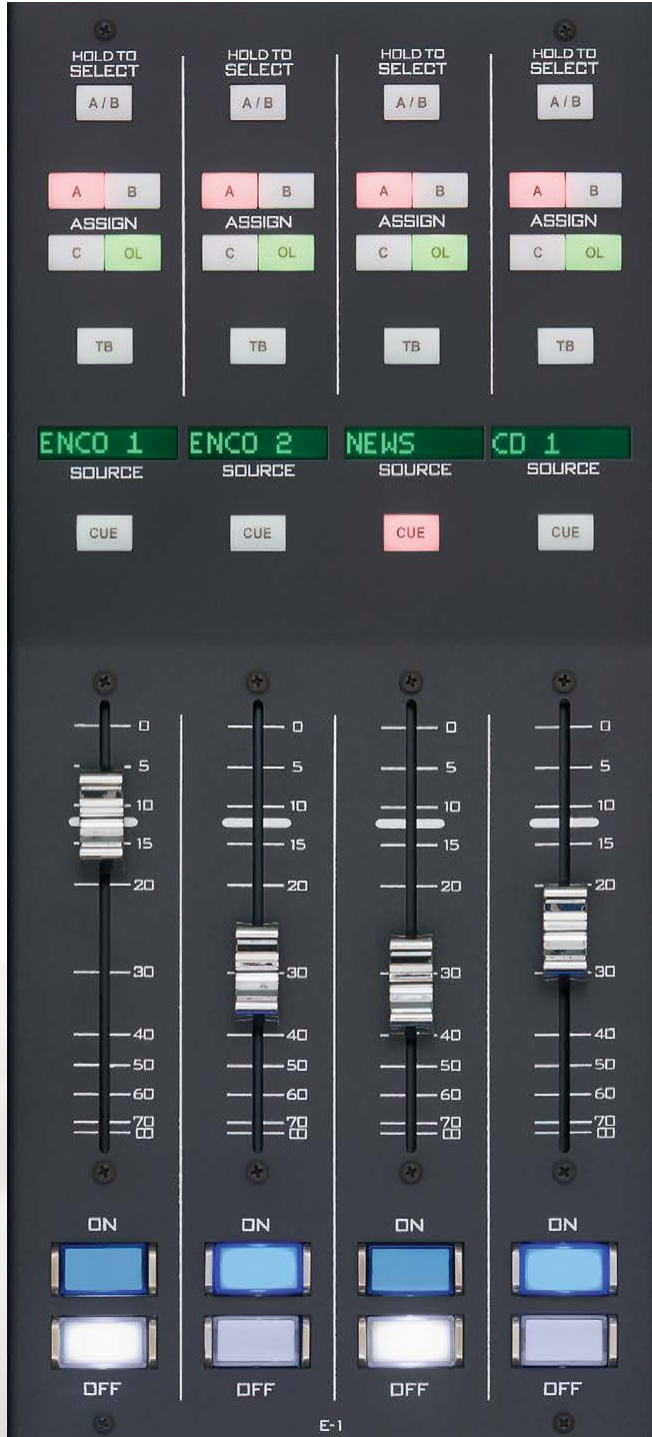 HOLD TO HOLD TO HOLD TO HOLD TO
SELECT SELECT SELECT SELECT
A/B A/B A/B A/B
A B A B A B A B
ASSIGN ASSIGN ASSIGN ASSIGN
C OL C OL C OL C OL
TB TB TB TB
ENCO 1 ENCO 2 NEWS CD 1
SOURCE SOURCE SOURCE SOURCE
CUE CUE CUE CUE
0 0 0 0
5 5 5 5
10 10 10 10
15 15 15 15
20 20 20 20
30 30 30 30
40 40 40 40
50 50 50 50
60 60 60 60
70 70 70 70
∞ ∞ ∞ ∞
ON ON ON ON
OFF OFF OFF OFF
E-1